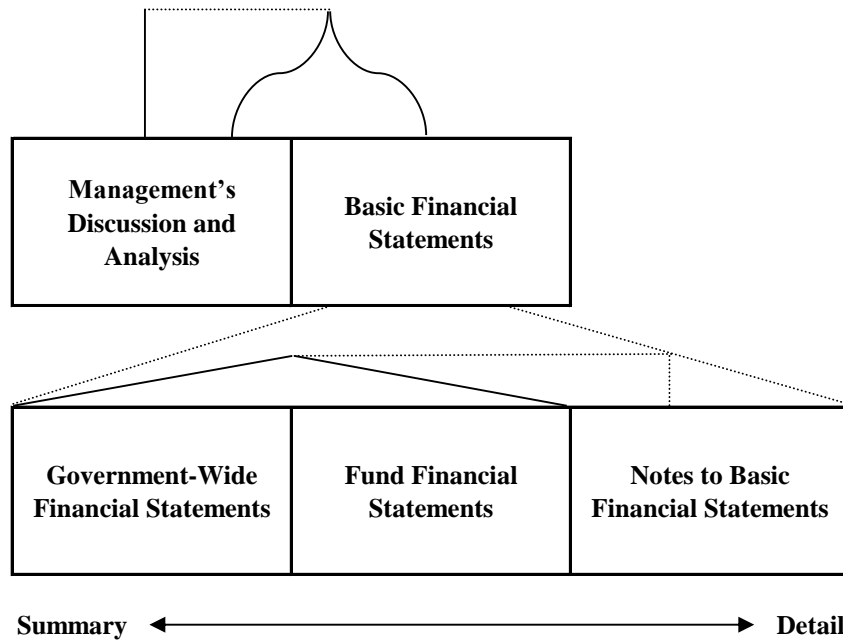 Management’s
Discussion and
Analysis
Basic Financial
Statements
Government-Wide
Financial Statements
Fund Financial
Statements
Notes to Basic
Financial Statements
Summary
Detail